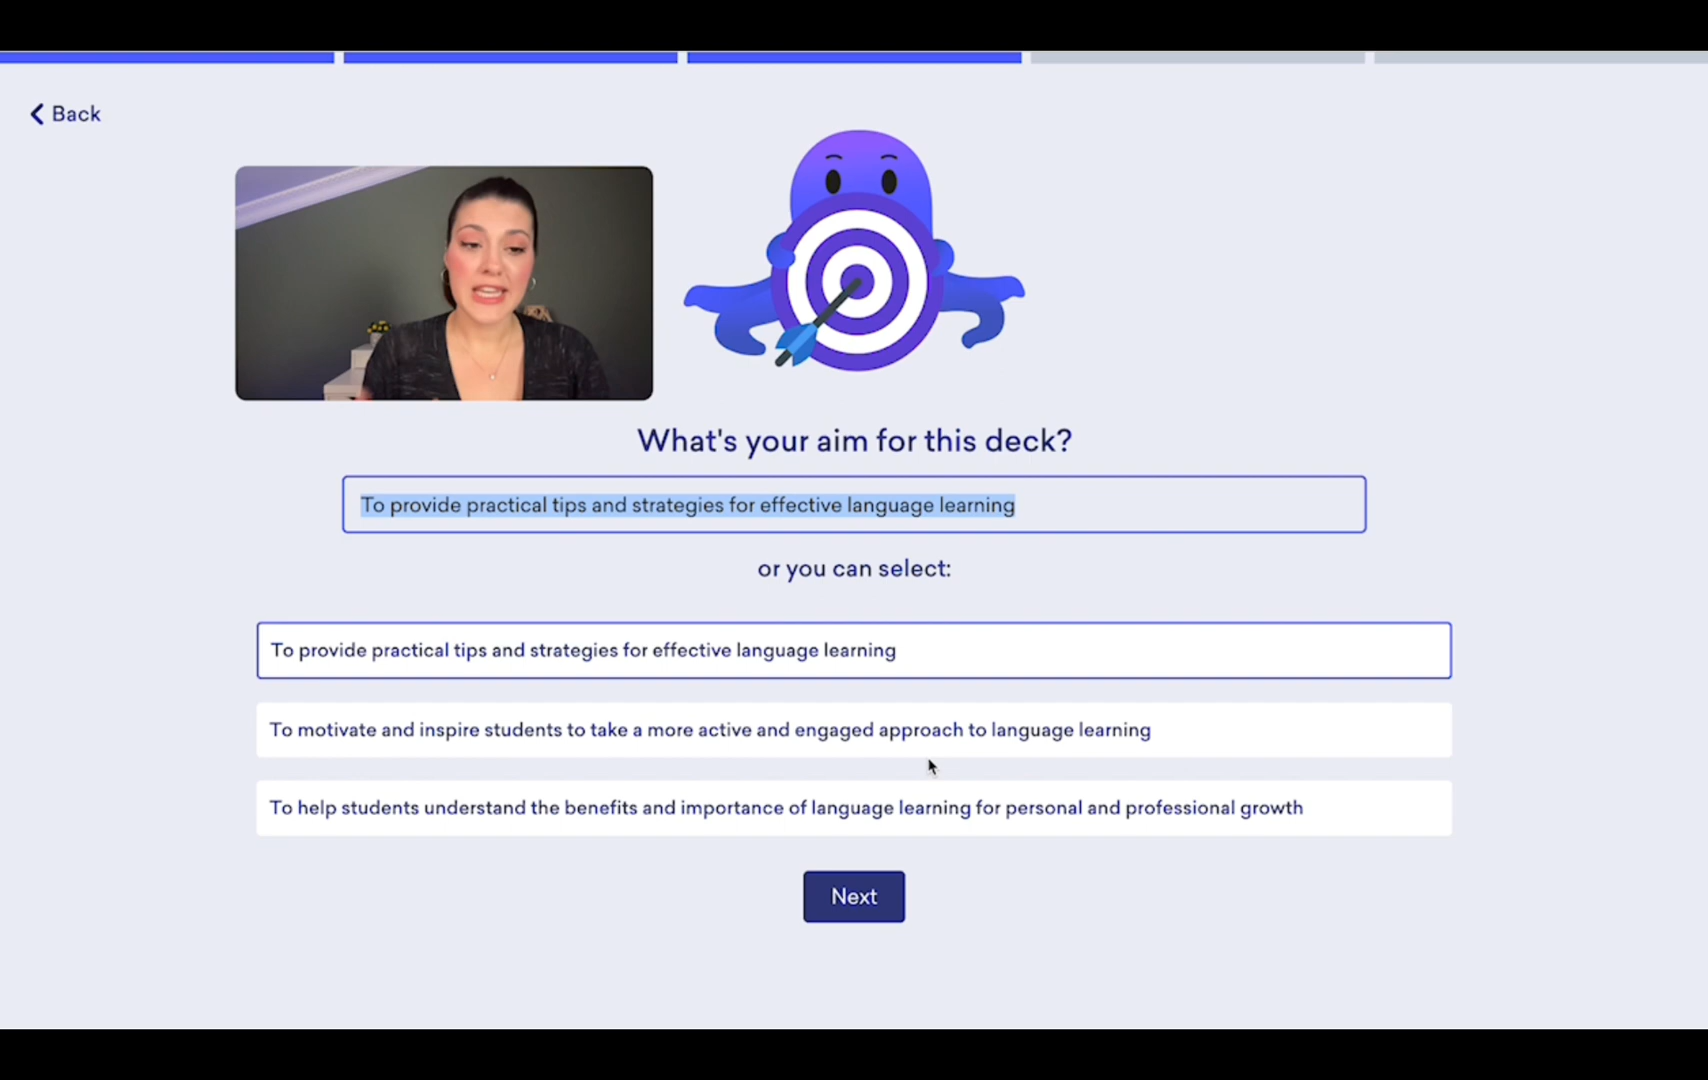 Back
What's your aim for this deck?
To provide practical tips and strategies for effective language learning
or you can select:
To provide practical tips and strategies for effective language learning
To motivate and inspire students to take a more active and engaged approach to language learning
To help students understand the benefits and importance of language learning for personal and professional growth
Next